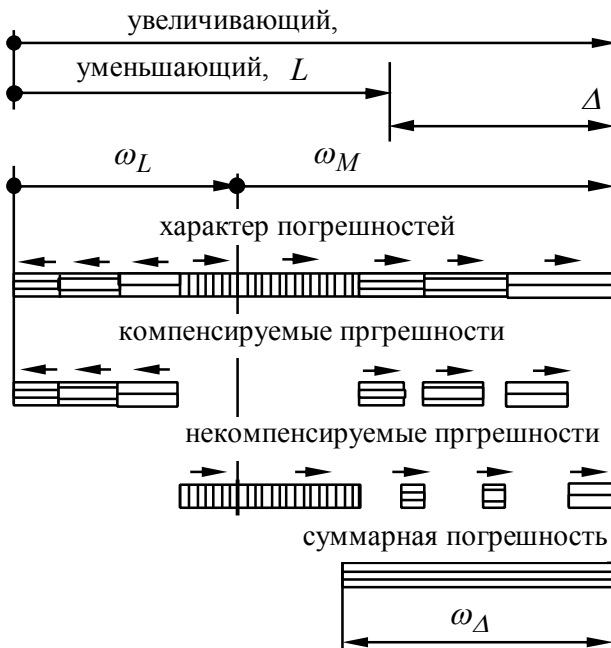 увеличивающий,
уменьшающий, L
Δ
ω_L ω_M
характер погрешностей
компенсируемые пргрешности
некомпенсируемые пргрешности
суммарная погрешность
ω_Δ